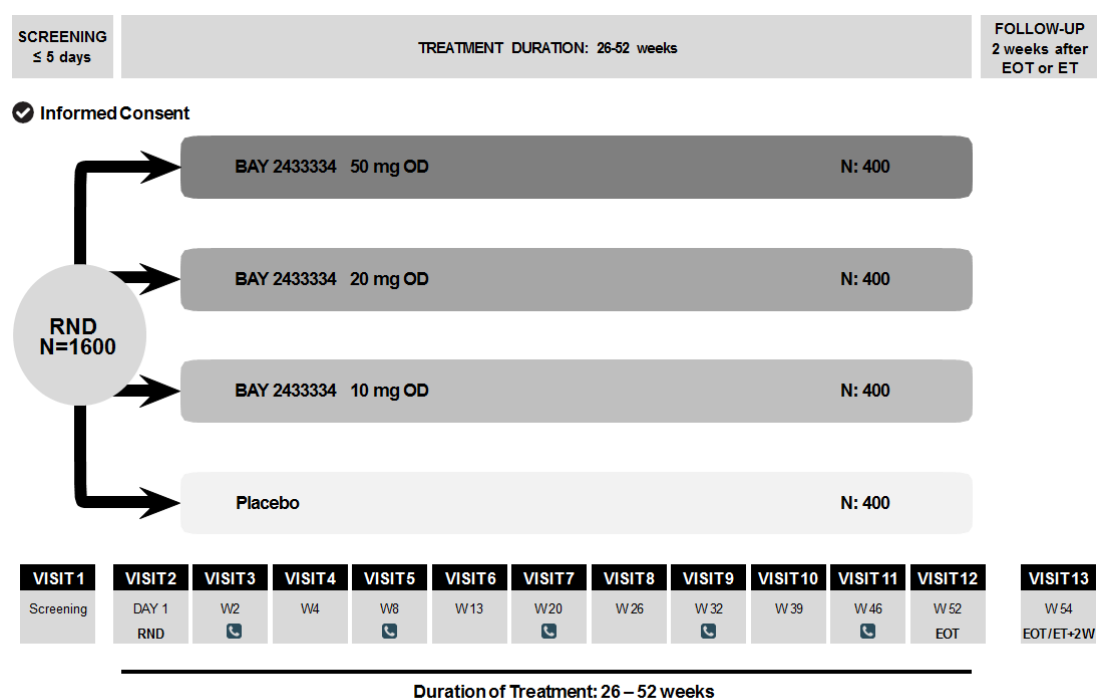 SCREENING
≤ 5 days
TREATMENT DURATION: 26-52 weeks
FOLLOW-UP
2 weeks after
EOT or ET
Informed Consent
BAY 2433334 50 mg OD N: 400
BAY 2433334 20 mg OD N: 400
RND
N=1600
BAY 2433334 10 mg OD N: 400
Placebo N: 400
VISIT1 VISIT2 VISIT3 VISIT4 VISIT5 VISIT6 VISIT7 VISIT8 VISIT9 VISIT10 VISIT11 VISIT12 VISIT13
Screening DAY 1 W2 W4 W8 W13 W20 W26 W32 W39 W46 W52 W54
RND EOT EOT/ET+2W
Duration of Treatment: 26 – 52 weeks